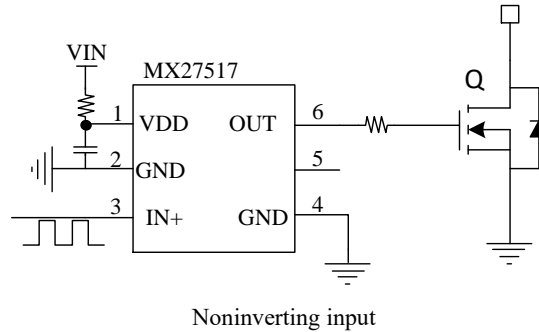 VIN
MX27517
Q
1 VDD OUT 6
2 GND 5
3 IN+ GND 4
Noninverting input